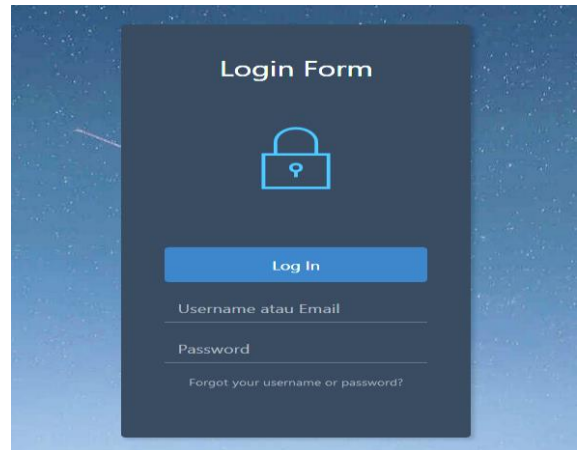 Login Form
Log In
Username atau Email
Password
Forgot your username or password?